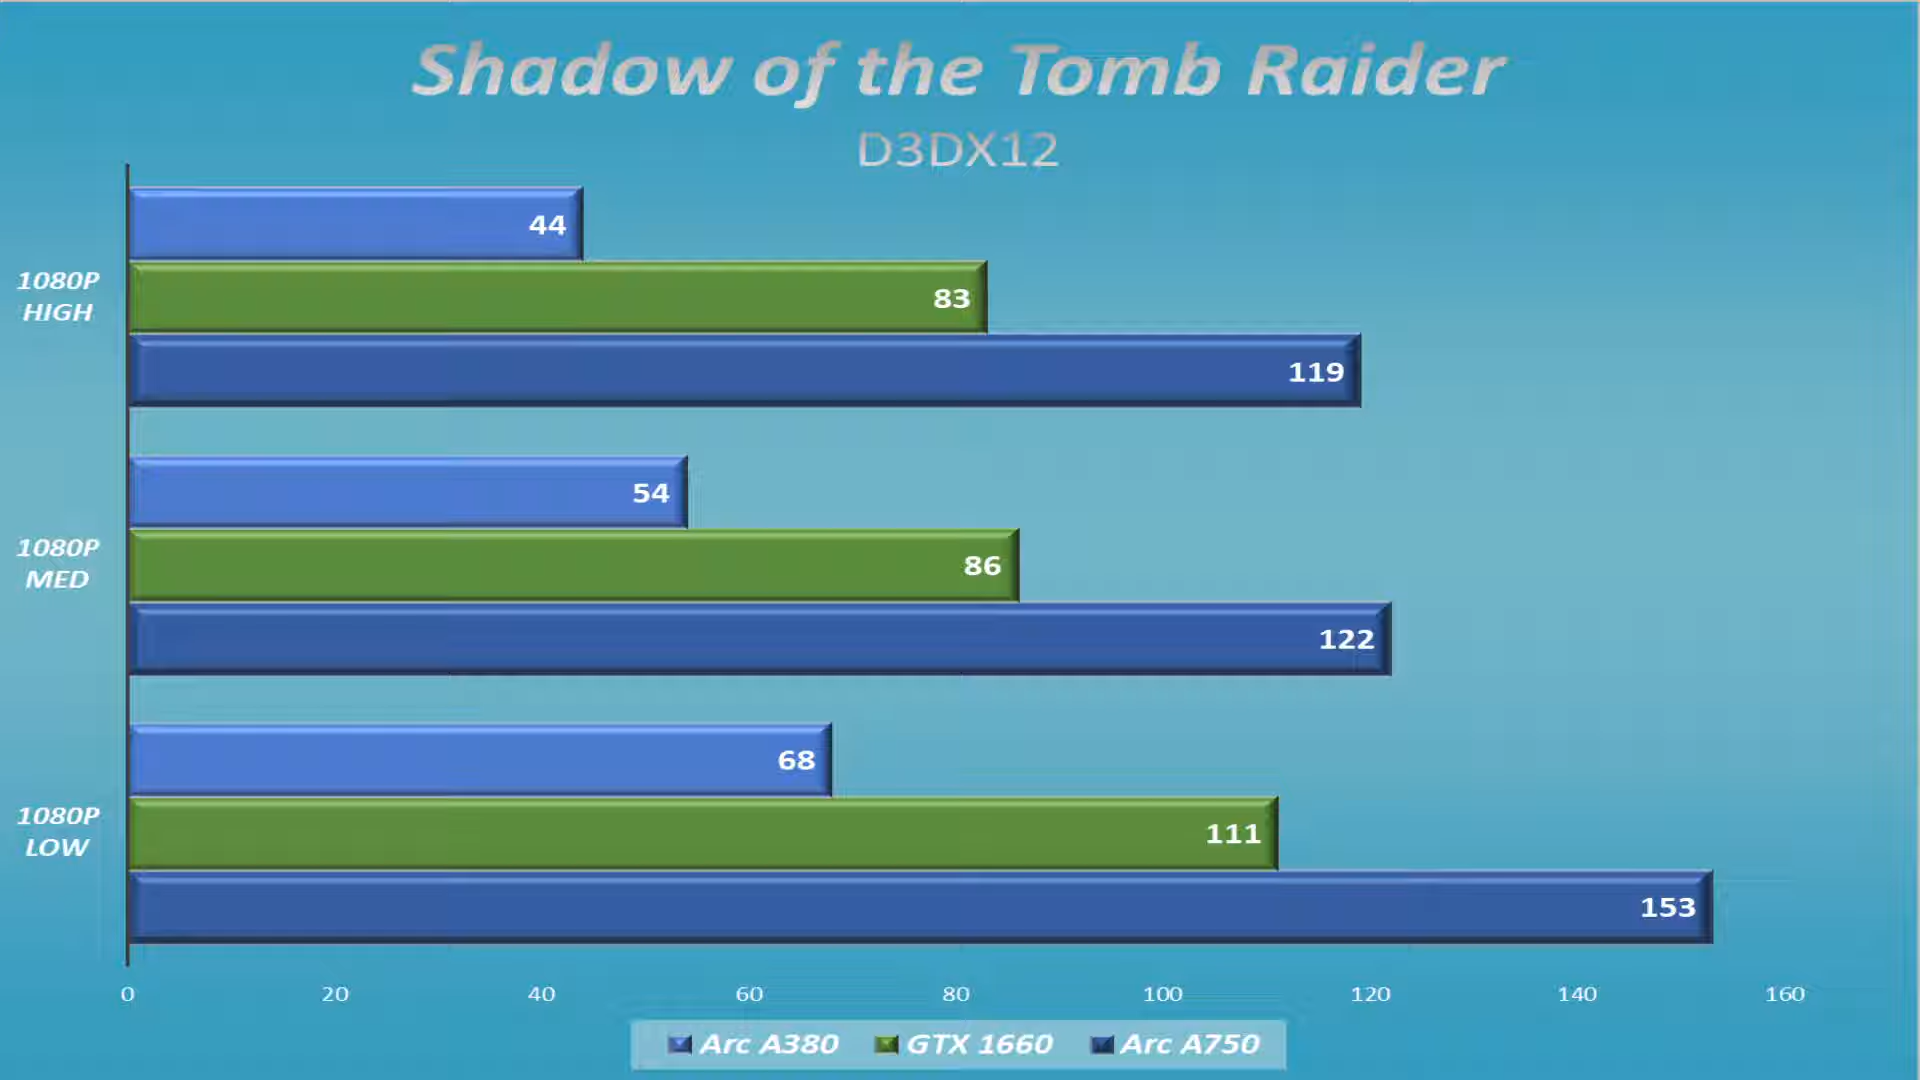 Shadow of the Tomb Raider
D3DX12
1080P
HIGH
44
83
119
1080P
MED
54
86
122
1080P
LOW
68
111
153
0 20 40 60 80 100 120 140 160
Arc A380 GTX 1660 Arc A750